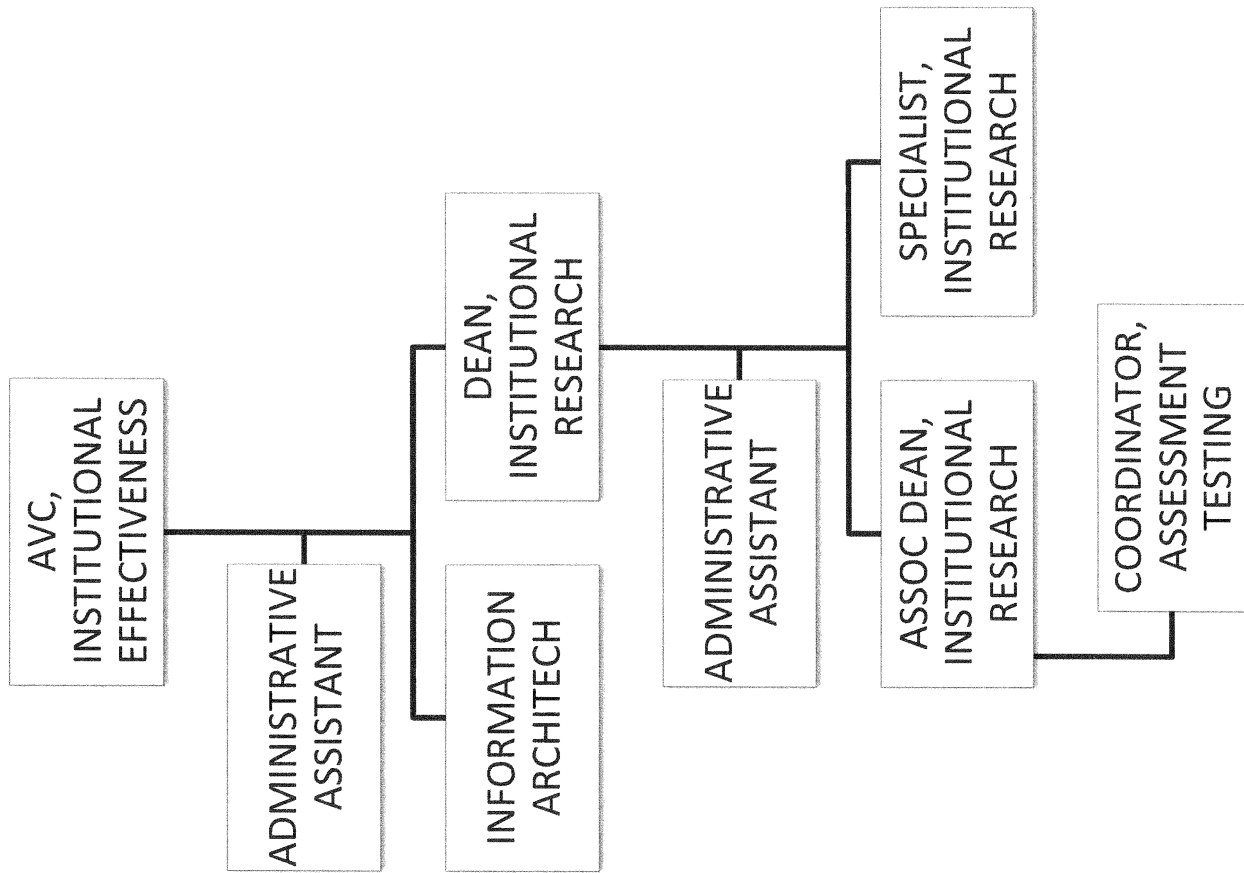 AVC,
INSTITUTIONAL
EFFECTIVENESS
ADMINISTRATIVE
ASSISTANT
INFORMATION
ARCHITECH
DEAN,
INSTITUTIONAL
RESEARCH
ADMINISTRATIVE
ASSISTANT
ASSOC DEAN,
INSTITUTIONAL
RESEARCH
SPECIALIST,
INSTITUTIONAL
RESEARCH
COORDINATOR,
ASSESSMENT
TESTING